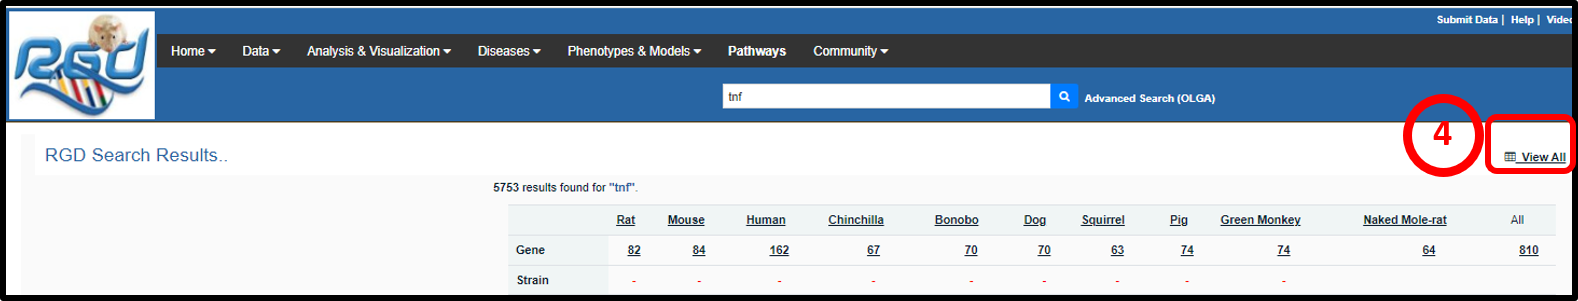 Submit Data | Help | Video
RGD
Home Data Analysis & Visualization Diseases Phenotypes & Models Pathways Community
tnf Advanced Search (OLGA)
4
RGD Search Results..
View All
5753 results found for "tnf".
Rat Mouse Human Chinchilla Bonobo Dog Squirrel Pig Green Monkey Naked Mole-rat All
Gene 82 84 162 67 70 70 63 74 74 64 810
Strain - - - - - - - - -